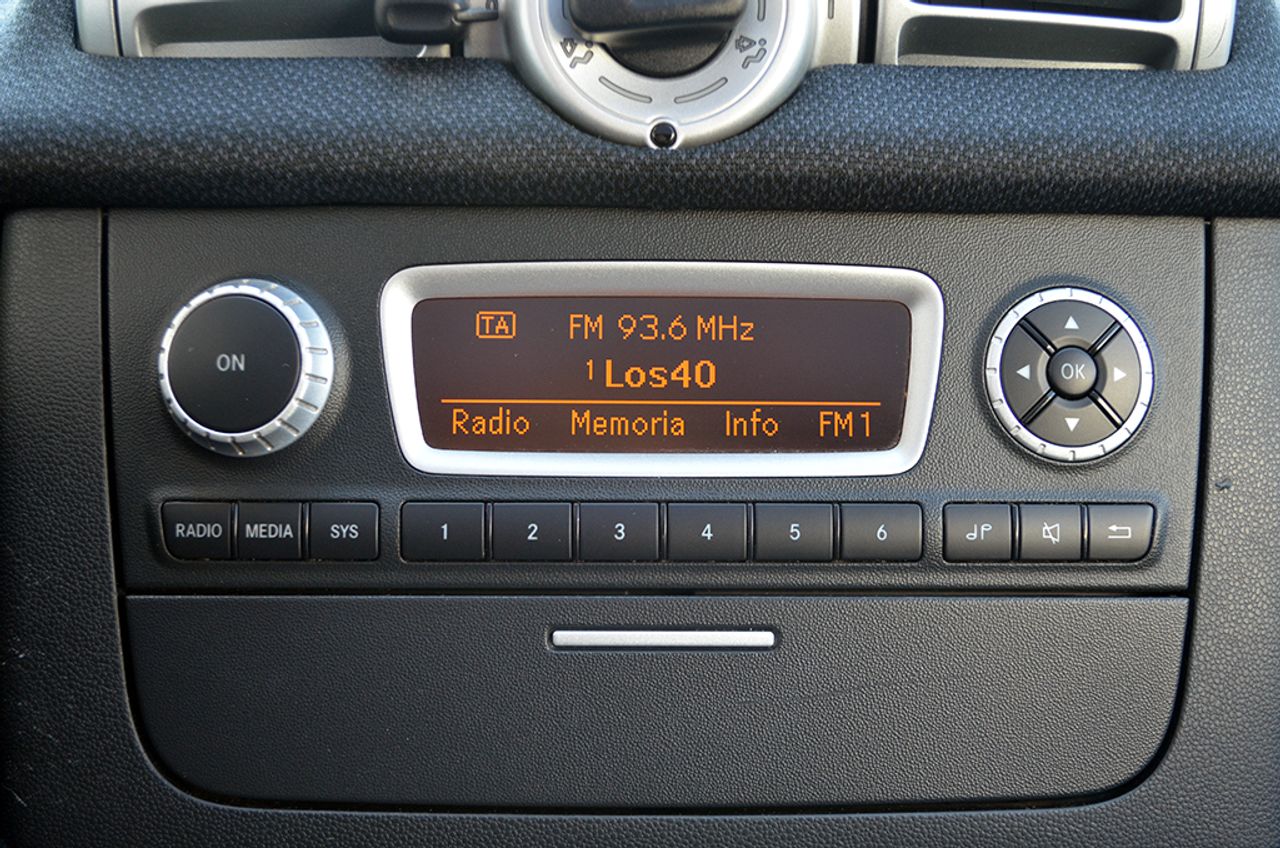 TA FM 93.6 MHz
1 Los40
Radio Memoria Info FM1
ON
OK
RADIO MEDIA SYS 1 2 3 4 5 6